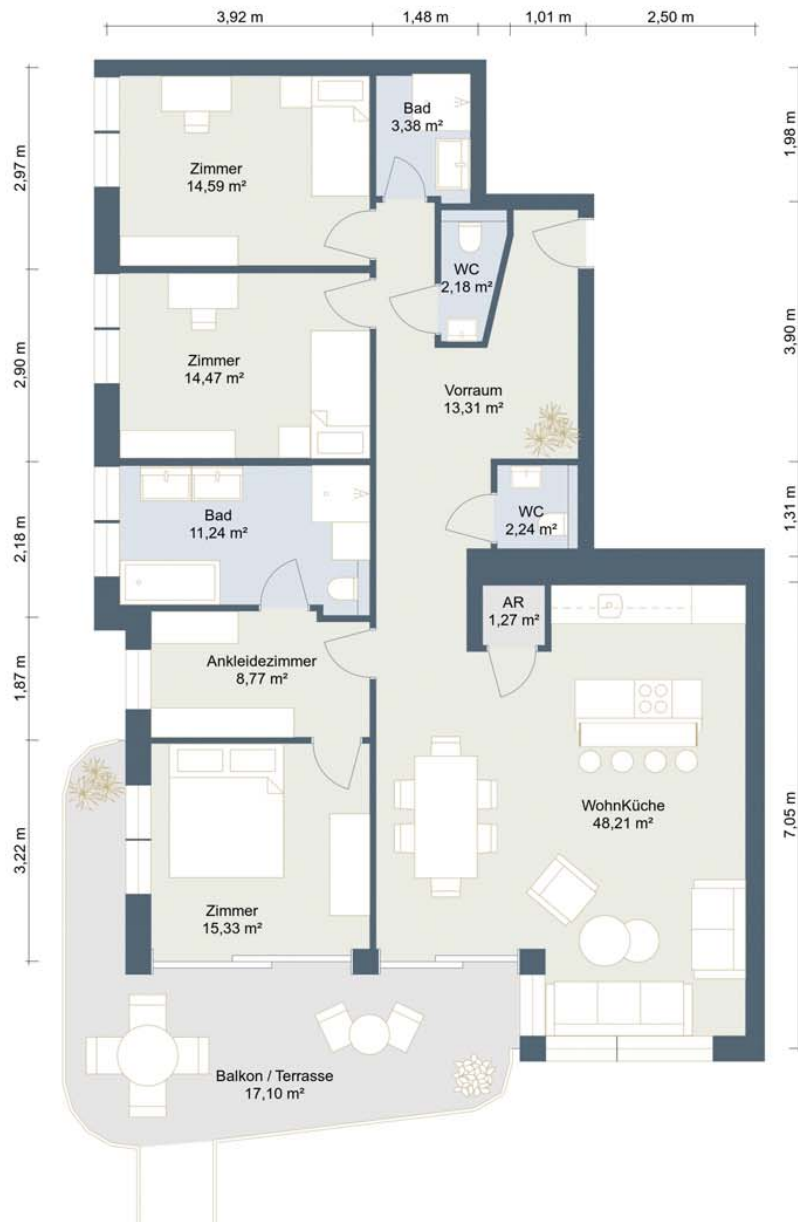 3,92 m
1,48 m
1,01 m
2,50 m
2,97 m
2,90 m
2,18 m
1,87 m
3,22 m
1,98 m
3,90 m
1,31 m
7,05 m
Bad
3,38 m²
Zimmer
14,59 m²
WC
2,18 m²
Zimmer
14,47 m²
Vorraum
13,31 m²
Bad
11,24 m²
WC
2,24 m²
AR
1,27 m²
Ankleidezimmer
8,77 m²
WohnKüche
48,21 m²
Zimmer
15,33 m²
Balkon / Terrasse
17,10 m²